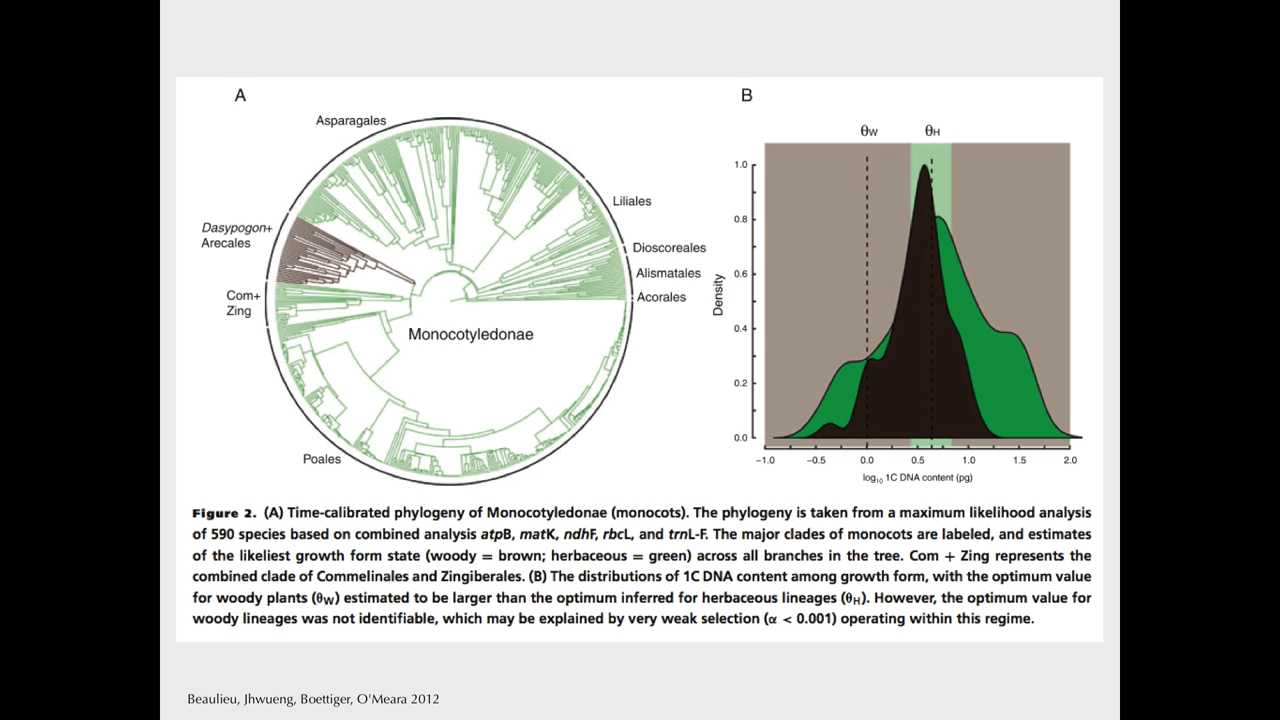 A
Asparagales
Liliales
Dasypogon+
Arecales
Dioscoreales
Alismatales
Acorales
Com+
Zing
Monocotyledonae
Poales
B
θW θH
Density
1.0
0.8
0.6
0.4
0.2
0.0
−1.0 −0.5 0.0 0.5 1.0 1.5 2.0
log10 1C DNA content (pg)
Figure 2. (A) Time-calibrated phylogeny of Monocotyledonae (monocots). The phylogeny is taken from a maximum likelihood analysis
of 590 species based on combined analysis atpB, matK, ndhF, rbcL, and trnL-F. The major clades of monocots are labeled, and estimates
of the likeliest growth form state (woody = brown; herbaceous = green) across all branches in the tree. Com + Zing represents the
combined clade of Commelinales and Zingiberales. (B) The distributions of 1C DNA content among growth form, with the optimum value
for woody plants (θW) estimated to be larger than the optimum inferred for herbaceous lineages (θH). However, the optimum value for
woody lineages was not identifiable, which may be explained by very weak selection (α < 0.001) operating within this regime.
Beaulieu, Jhwueng, Boettiger, O'Meara 2012